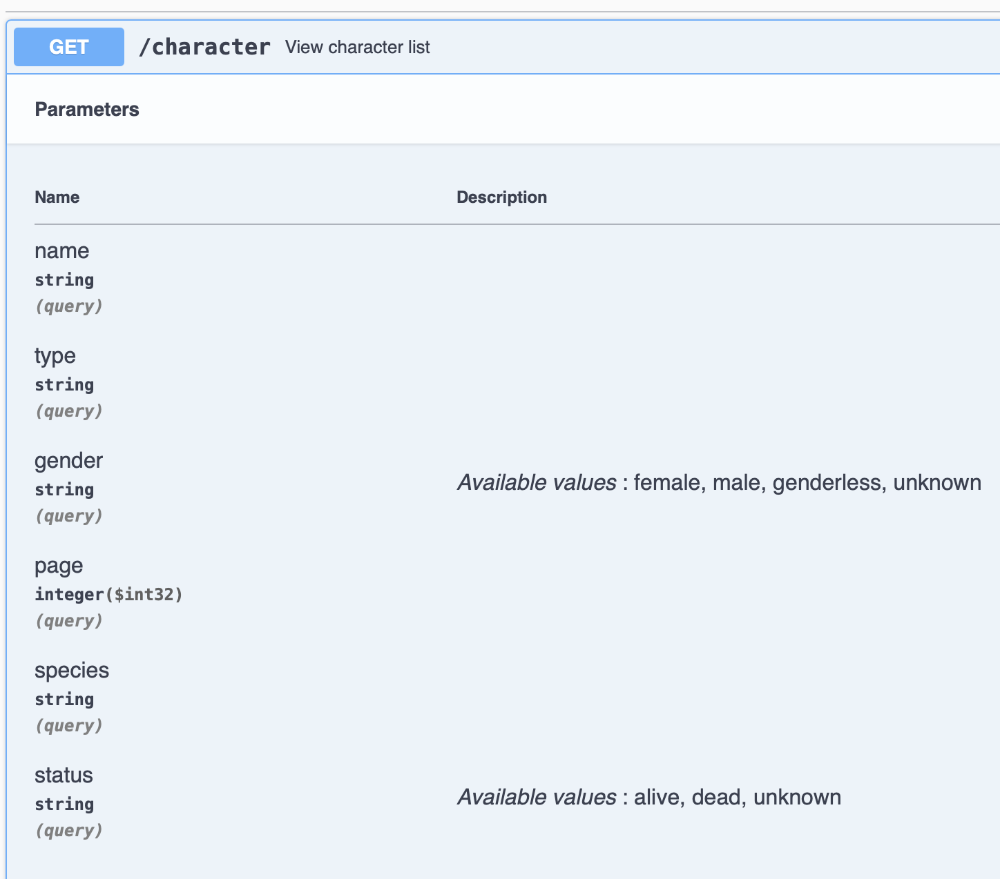 GET /character View character list
Parameters
Name Description
name
string
(query)
type
string
(query)
gender
string
(query)
Available values : female, male, genderless, unknown
page
integer($int32)
(query)
species
string
(query)
status
string
(query)
Available values : alive, dead, unknown